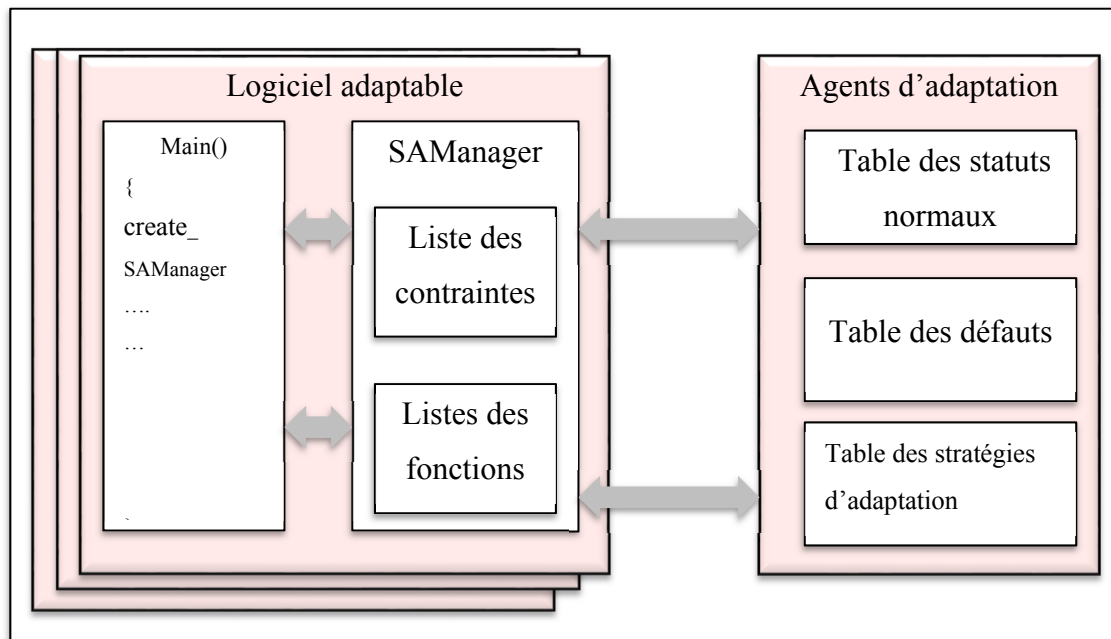 Logiciel adaptable
Main()
{
create_
SAManager
….
…
SAManager
Liste des
contraintes
Listes des
fonctions
Agents d’adaptation
Table des statuts
normaux
Table des défauts
Table des stratégies
d’adaptation